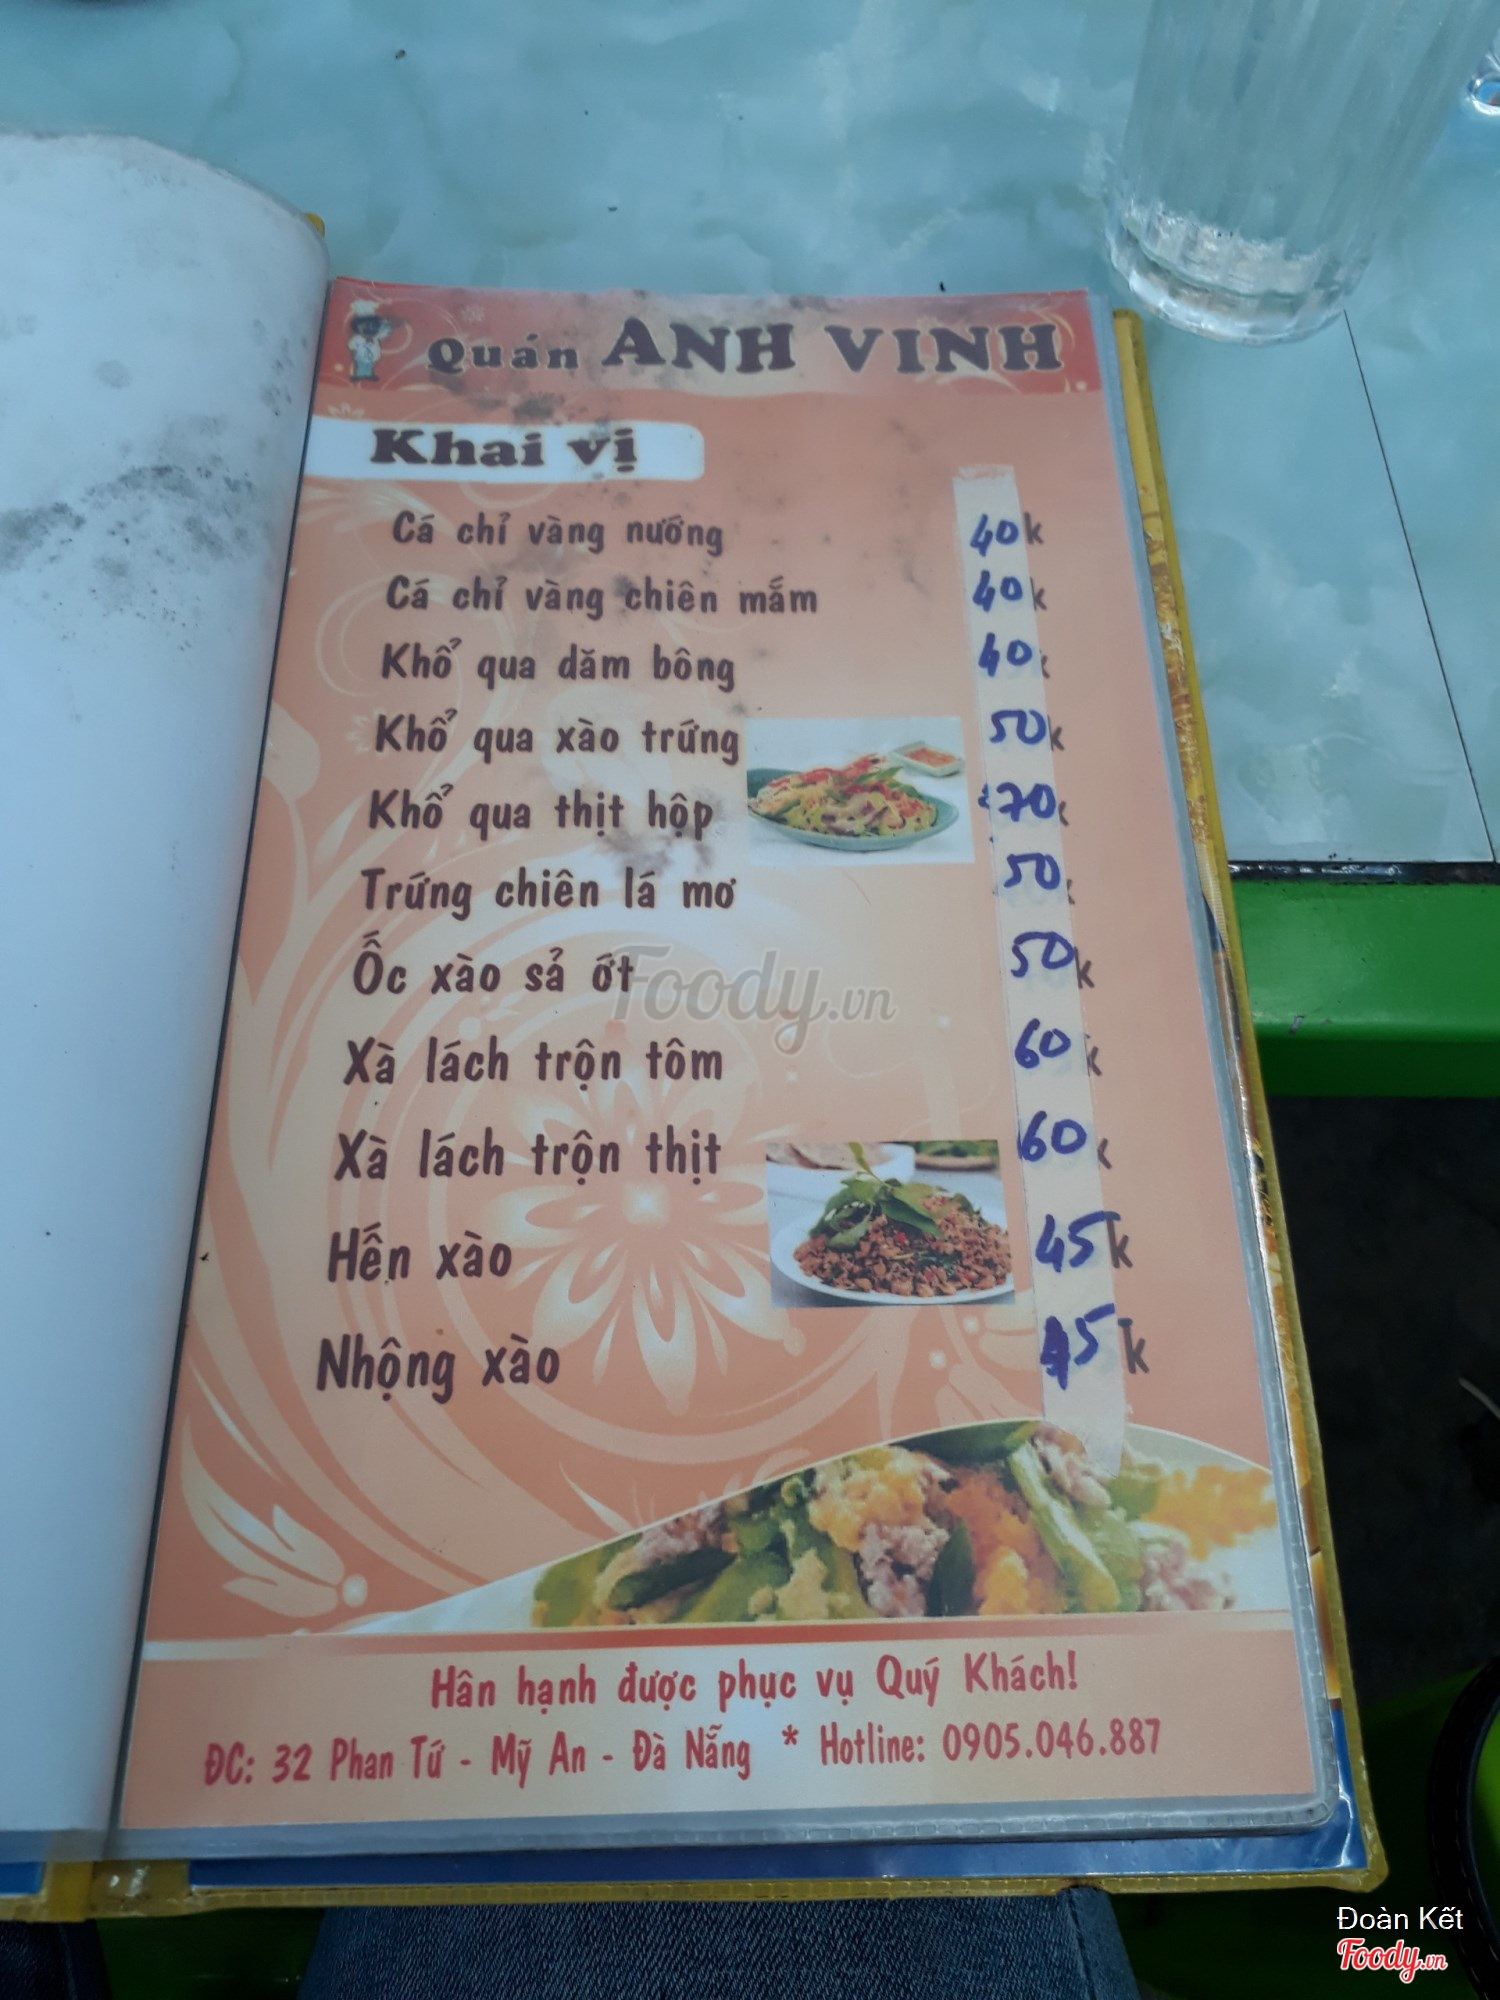 Quán ANH VINH
Khai vị
Cá chỉ vàng nướng 40k
Cá chỉ vàng chiên mắm 40k
Khổ qua dăm bông 40k
Khổ qua xào trứng 50k
Khổ qua thịt hộp 70k
Trứng chiên lá mơ 50k
Ốc xào sả ớt 50k
Xà lách trộn tôm 60k
Xà lách trộn thịt 60k
Hến xào 45k
Nhộng xào 45k
Foody.vn
Hân hạnh được phục vụ Quý Khách!
ĐC: 32 Phan Tứ - Mỹ An - Đà Nẵng * Hotline: 0905.046.887
Đoàn Kết
Foody.vn